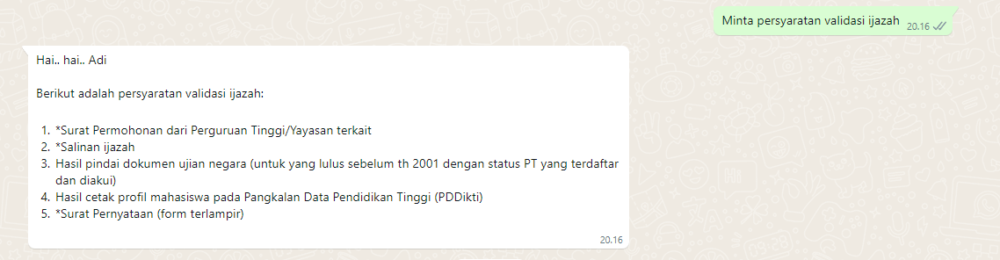 Minta persyaratan validasi ijazah
20.16
Hai.. hai.. Adi
Berikut adalah persyaratan validasi ijazah:
1. *Surat Permohonan dari Perguruan Tinggi/Yayasan terkait
2. *Salinan ijazah
3. Hasil pindai dokumen ujian negara (untuk yang lulus sebelum th 2001 dengan status PT yang terdaftar
dan diakui)
4. Hasil cetak profil mahasiswa pada Pangkalan Data Pendidikan Tinggi (PDDikti)
5. *Surat Pernyataan (form terlampir)
20.16